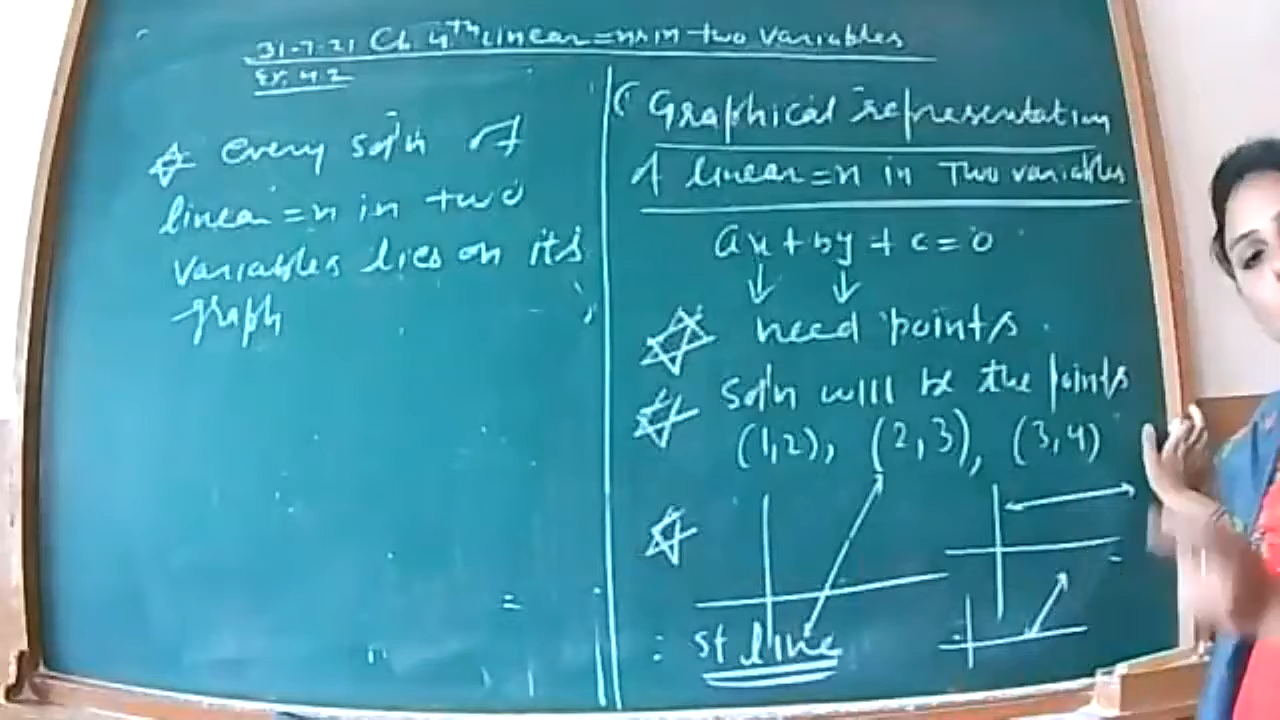 31-7-21 Ch 4th Linear =ns in two variables
Ex. 4.2
every soln of
linear =n in two
variables lies on its
graph
Graphical representation
of linear =n in Two variables
ax + by + c = 0
need points.
soln will be the points
(1,2), (2,3), (3,4)
st line